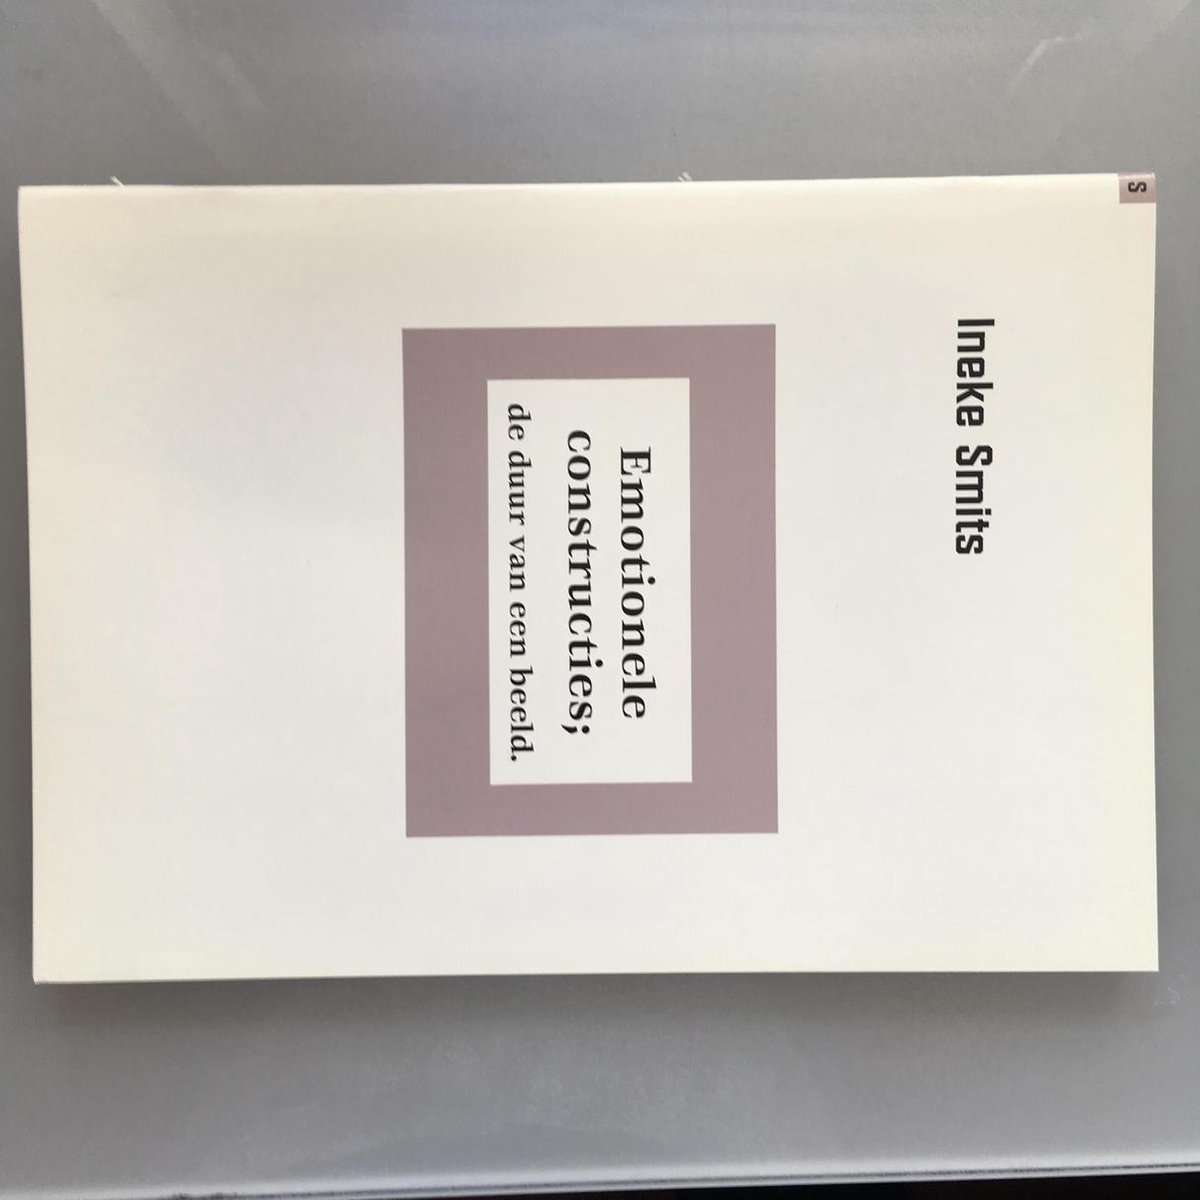 S
Ineke Smits
Emotionele
constructies;
de duur van een beeld.